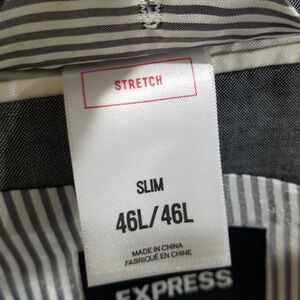 STRETCH
SLIM
46L/46L
MADE IN CHINA
FABRIQUÉ EN CHINE
EXPRESS